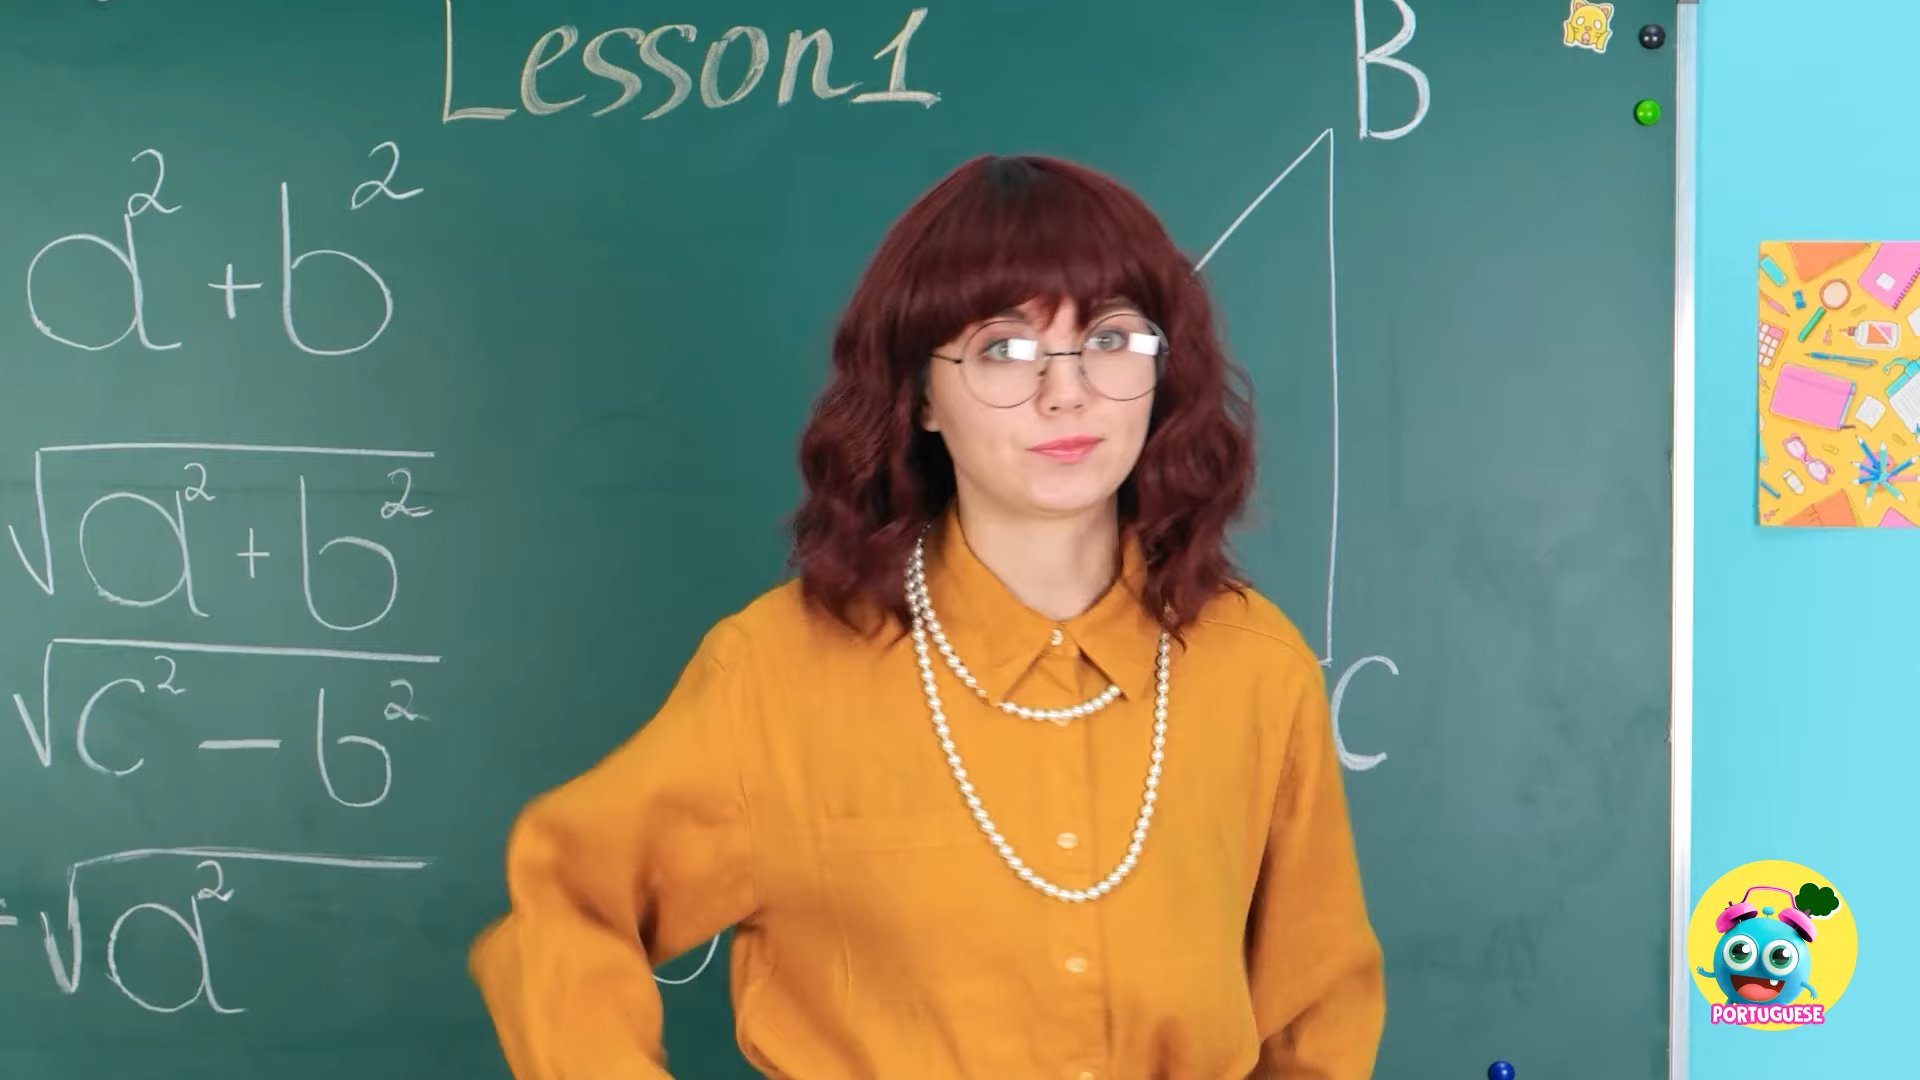 Lesson 1
B
a² + b²
√a² + b²
√c² – b²
C
= √a²
PORTUGUESE